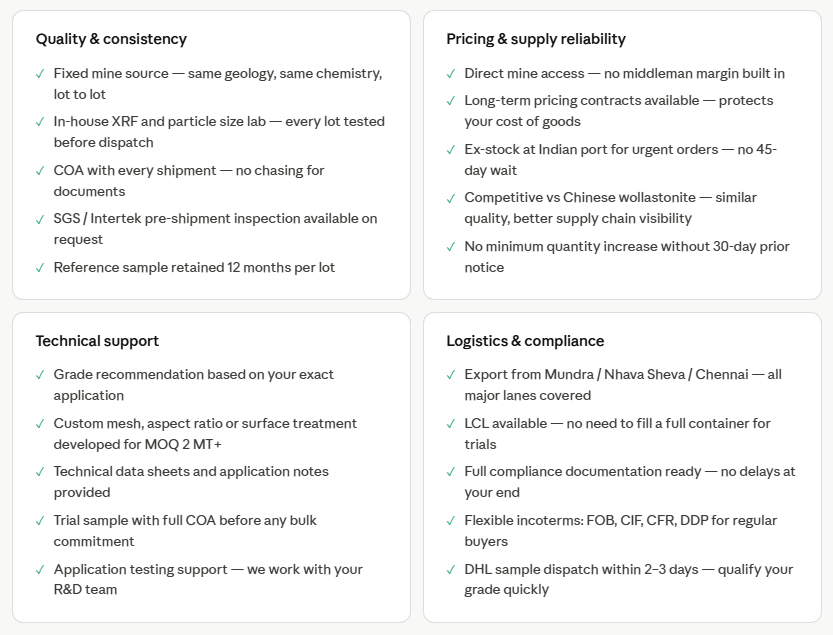 Quality & consistency
✓ Fixed mine source — same geology, same chemistry,
lot to lot
✓ In-house XRF and particle size lab — every lot tested
before dispatch
✓ COA with every shipment — no chasing for
documents
✓ SGS / Intertek pre-shipment inspection available on
request
✓ Reference sample retained 12 months per lot
Pricing & supply reliability
✓ Direct mine access — no middleman margin built in
✓ Long-term pricing contracts available — protects
your cost of goods
✓ Ex-stock at Indian port for urgent orders — no 45-
day wait
✓ Competitive vs Chinese wollastonite — similar
quality, better supply chain visibility
✓ No minimum quantity increase without 30-day prior
notice
Technical support
✓ Grade recommendation based on your exact
application
✓ Custom mesh, aspect ratio or surface treatment
developed for MOQ 2 MT+
✓ Technical data sheets and application notes
provided
✓ Trial sample with full COA before any bulk
commitment
✓ Application testing support — we work with your
R&D team
Logistics & compliance
✓ Export from Mundra / Nhava Sheva / Chennai — all
major lanes covered
✓ LCL available — no need to fill a full container for
trials
✓ Full compliance documentation ready — no delays at
your end
✓ Flexible incoterms: FOB, CIF, CFR, DDP for regular
buyers
✓ DHL sample dispatch within 2–3 days — qualify your
grade quickly